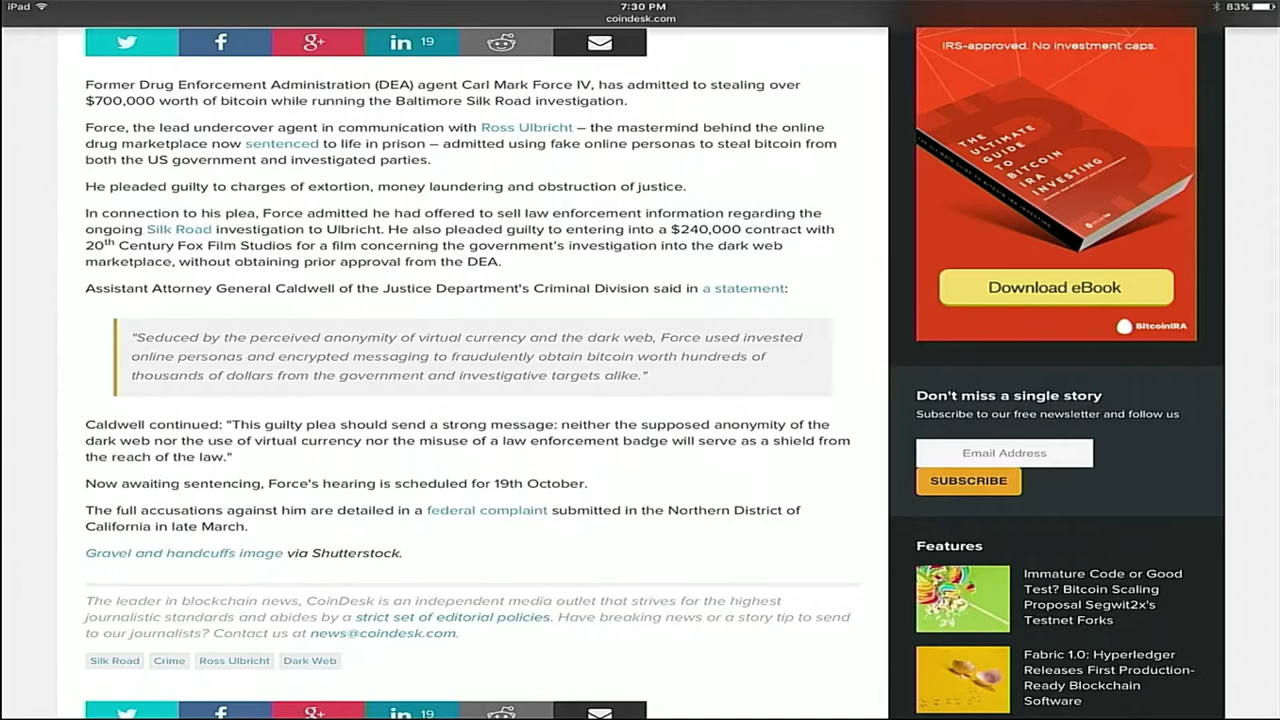 iPad
7:30 PM
83%
coindesk.com
19
Former Drug Enforcement Administration (DEA) agent Carl Mark Force IV, has admitted to stealing over
$700,000 worth of bitcoin while running the Baltimore Silk Road investigation.
Force, the lead undercover agent in communication with Ross Ulbricht – the mastermind behind the online
drug marketplace now sentenced to life in prison – admitted using fake online personas to steal bitcoin from
both the US government and investigated parties.
He pleaded guilty to charges of extortion, money laundering and obstruction of justice.
In connection to his plea, Force admitted he had offered to sell law enforcement information regarding the
ongoing Silk Road investigation to Ulbricht. He also pleaded guilty to entering into a $240,000 contract with
20th Century Fox Film Studios for a film concerning the government's investigation into the dark web
marketplace, without obtaining prior approval from the DEA.
Assistant Attorney General Caldwell of the Justice Department's Criminal Division said in a statement:
"Seduced by the perceived anonymity of virtual currency and the dark web, Force used invested
online personas and encrypted messaging to fraudulently obtain bitcoin worth hundreds of
thousands of dollars from the government and investigative targets alike."
Caldwell continued: "This guilty plea should send a strong message: neither the supposed anonymity of the
dark web nor the use of virtual currency nor the misuse of a law enforcement badge will serve as a shield from
the reach of the law."
Now awaiting sentencing, Force's hearing is scheduled for 19th October.
The full accusations against him are detailed in a federal complaint submitted in the Northern District of
California in late March.
Gravel and handcuffs image via Shutterstock.
The leader in blockchain news, CoinDesk is an independent media outlet that strives for the highest
journalistic standards and abides by a strict set of editorial policies. Have breaking news or a story tip to send
to our journalists? Contact us at news@coindesk.com.
Silk Road
Crime
Ross Ulbricht
Dark Web
19
IRS-approved. No investment caps.
THE
ULTIMATE
GUIDE
TO BITCOIN
IRA
INVESTING
Download eBook
BitcoinIRA
Don't miss a single story
Subscribe to our free newsletter and follow us
Email Address
SUBSCRIBE
Features
Immature Code or Good
Test? Bitcoin Scaling
Proposal Segwit2x's
Testnet Forks
Fabric 1.0: Hyperledger
Releases First Production-
Ready Blockchain
Software